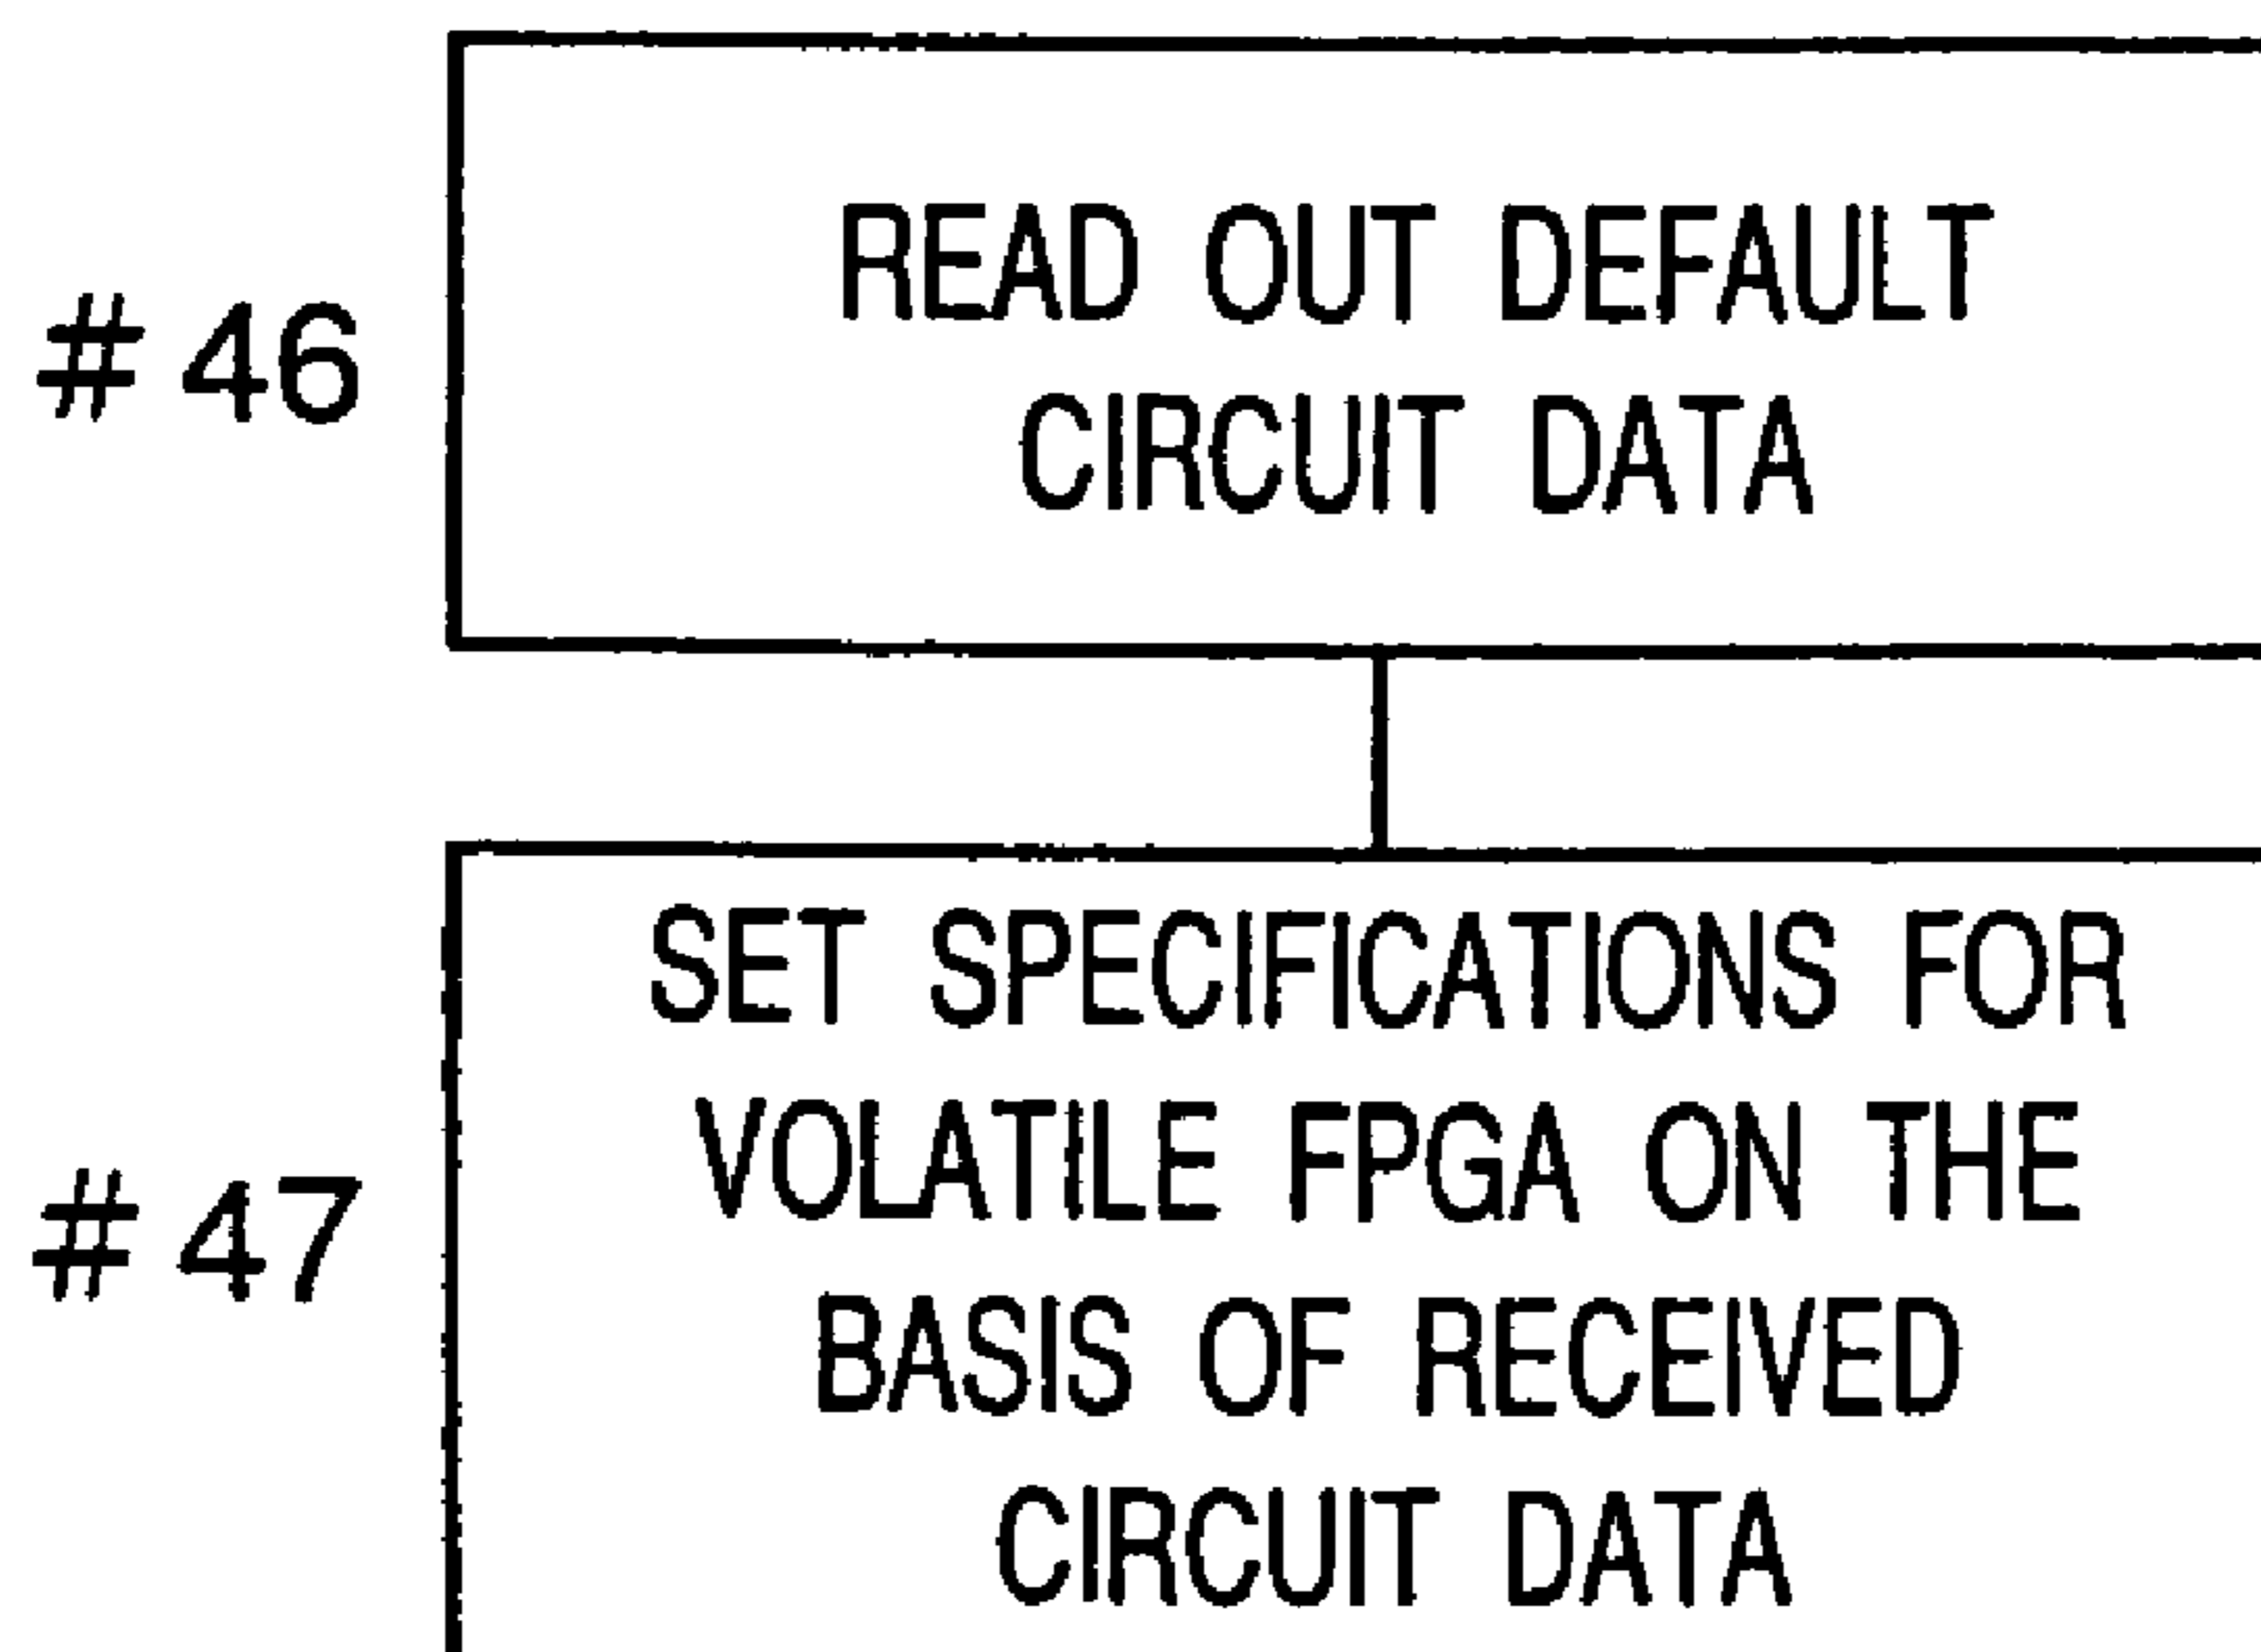 READ OUT DEFAULT
# 46
CIRCUIT DATA
SET SPECIFICATIONS FOR
VOLATILE FPGA ON THE
# 47
BASIS OF RECEIVED
CIRCUIT DATA